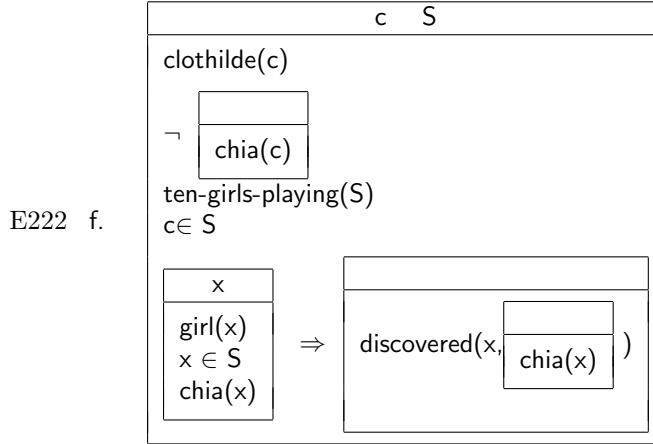 c S
clothilde(c)
¬
chia(c)
ten-girls-playing(S)
c∈ S
E222 f.
x
girl(x)
x ∈ S
chia(x)
⇒
discovered(x, chia(x) )